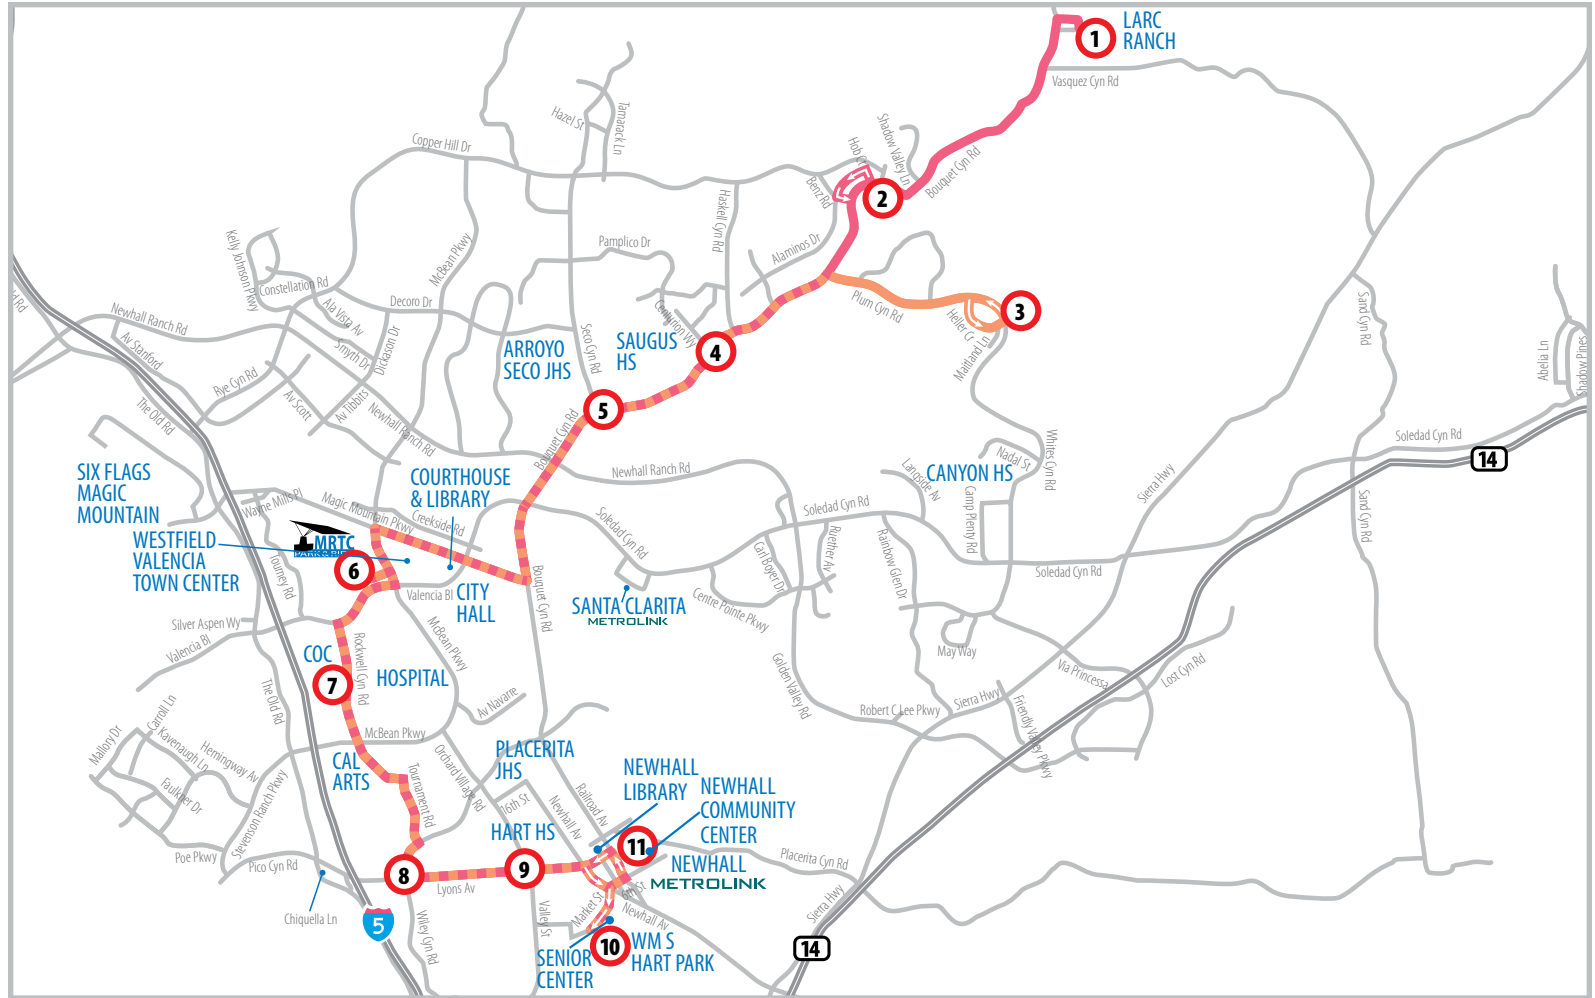 LARC
RANCH
1
Vasquez Cyn Rd
Hazel St
Tamarack Ln
Copper Hill Dr
Hob Ct
Shadow Valley Ln
Benz Rd
2
Bouquet Cyn Rd
Haskell Cyn Rd
Alaminos Dr
Pamplico Dr
McBean Pkwy
Kelly Johnson Pkwy
Constellation Rd
Ala Vista Av
Decoro Dr
Dickason Dr
Smyth Dr
Newhall Ranch Rd
Av Stanford
Rye Cyn Rd
Av Scott
Av Tibbits
Newhall Ranch Rd
The Old Rd
Seco Cyn Rd
Centurion Wy
ARROYO
SECO JHS
SAUGUS
HS
4
5
Plum Cyn Rd
Heller Cr
3
Maitland Ln
Sand Cyn Rd
Abelia Ln
Shadow Pines
Bouquet Cyn Rd
Newhall Ranch Rd
Whites Cyn Rd
Nadal St
CANYON HS
Langside Av
Camp Plenty Rd
Sierra Hwy
Soledad Cyn Rd
14
Sand Cyn Rd
SIX FLAGS
MAGIC
MOUNTAIN
Wayne Mills Pl
Magic Mountain Pkwy
Creekside Rd
COURTHOUSE
& LIBRARY
WESTFIELD
VALENCIA
TOWN CENTER
MRTC
PARK & RIDE
6
Valencia Bl
CITY
HALL
Soledad Cyn Rd
Soledad Cyn Rd
Ruether Av
Carl Boyer Dr
Rainbow Glen Dr
Soledad Cyn Rd
SANTA CLARITA
METROLINK
Centre Pointe Pkwy
Bouquet Cyn Rd
Tourney Rd
Silver Aspen Wy
Valencia Bl
COC
7
Rockwell Cyn Rd
HOSPITAL
McBean Pkwy
Av Navarre
The Old Rd
Golden Valley Rd
May Way
Via Princessa
Lost Cyn Rd
Sierra Hwy
Robert C Lee Pkwy
Friendly Valley Pkwy
Mallory Dr
Carroll Ln
Kavenaugh Ln
Hemingway Av
Faulkner Dr
Stevenson Ranch Pkwy
Poe Pkwy
Pico Cyn Rd
Chiquella Ln
McBean Pkwy
CAL
ARTS
Tournament Rd
Orchard Village Rd
PLACERITA
JHS
16th St
Newhall Av
Railroad Av
HART HS
NEWHALL
LIBRARY
NEWHALL
COMMUNITY
CENTER
11
NEWHALL
METROLINK
Placerita Cyn Rd
8
Lyons Av
9
Wiley Cyn Rd
Valley St
Market St
6th St
Newhall Av
SENIOR
CENTER
10
WM S
HART PARK
5
14
Sierra Hwy